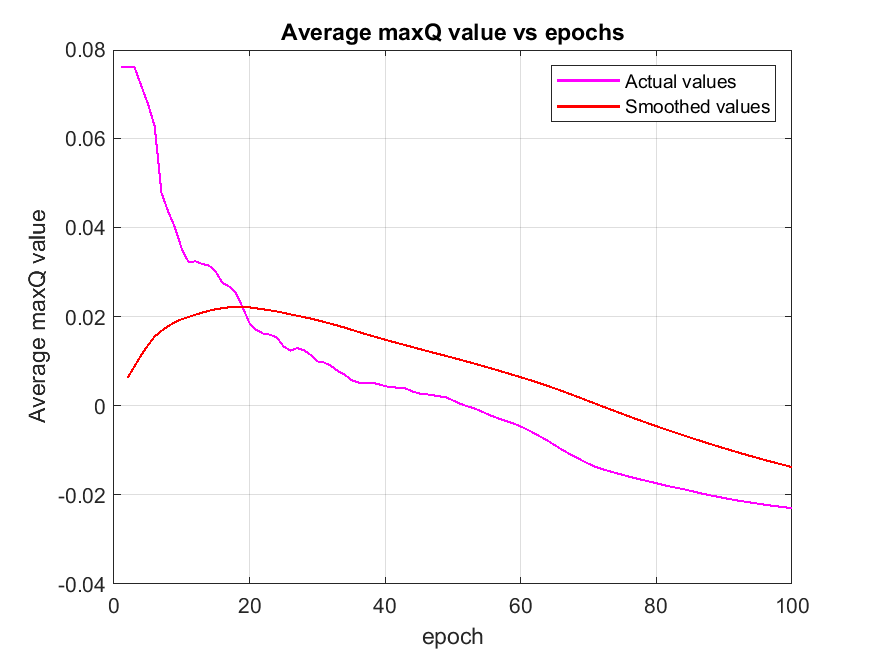 Average maxQ value vs epochs
Actual values
Smoothed values
Average maxQ value
0.08
0.06
0.04
0.02
0
-0.02
-0.04
0 20 40 60 80 100
epoch